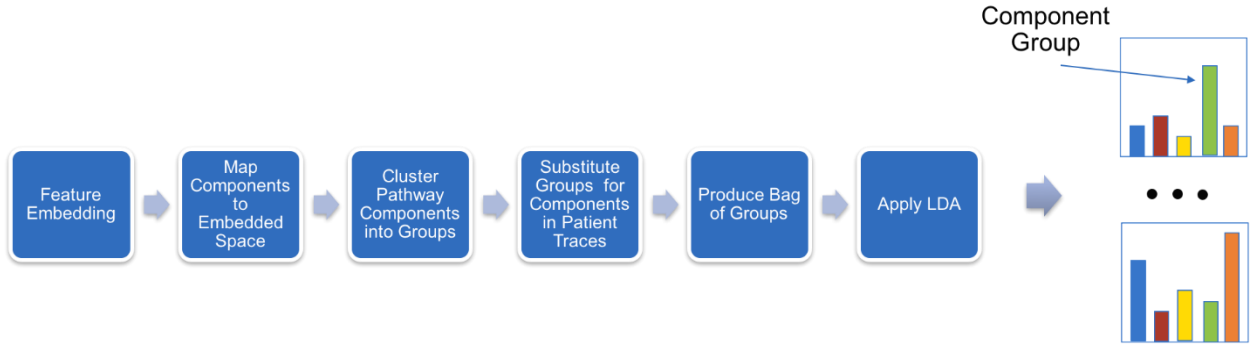 Component
Group
Feature
Embedding
Map
Components
to
Embedded
Space
Cluster
Pathway
Components
into Groups
Substitute
Groups for
Components
in Patient
Traces
Produce Bag
of Groups
Apply LDA